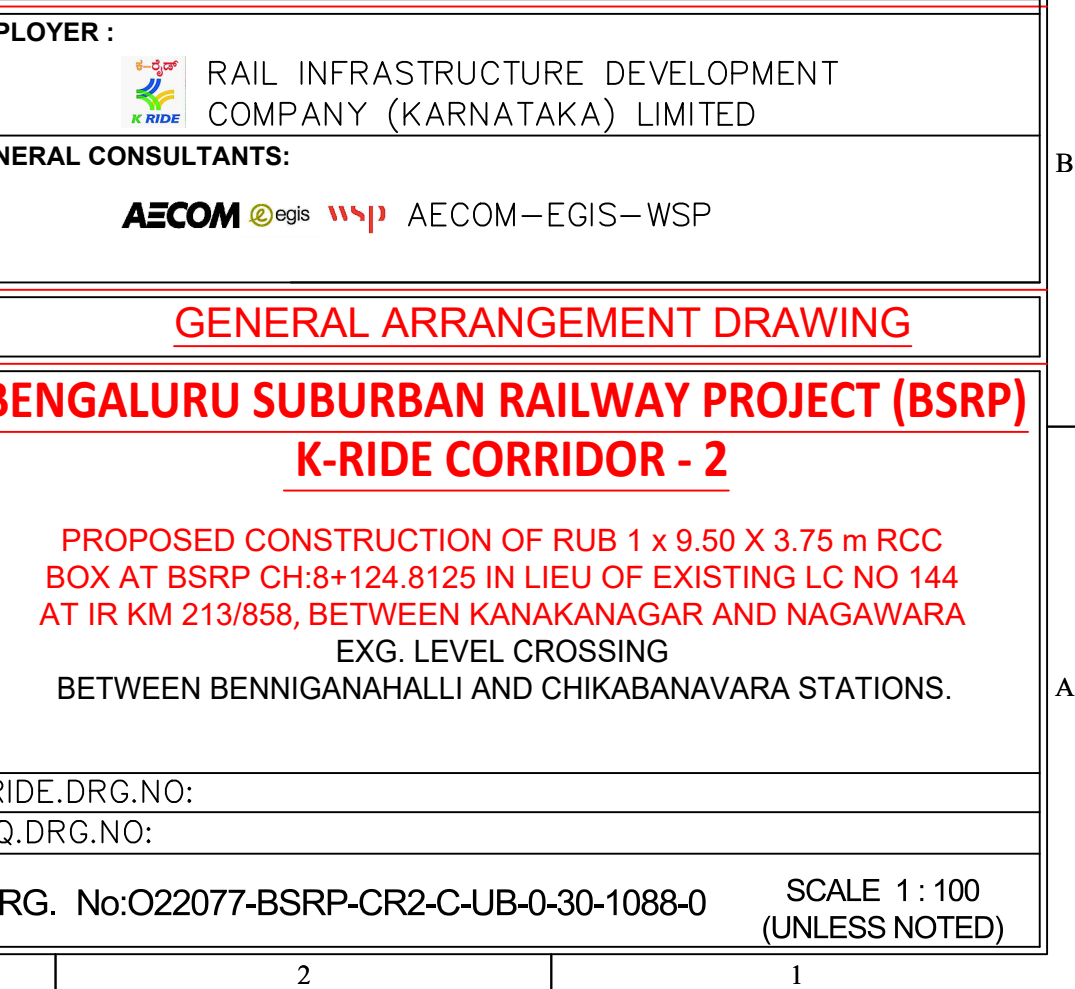 PLOYER :
ಕ-ರೈಡ್
K RIDE
RAIL INFRASTRUCTURE DEVELOPMENT
COMPANY (KARNATAKA) LIMITED
NERAL CONSULTANTS:
B
AECOM egis wsp AECOM-EGIS-WSP
GENERAL ARRANGEMENT DRAWING
BENGALURU SUBURBAN RAILWAY PROJECT (BSRP)
K-RIDE CORRIDOR - 2
PROPOSED CONSTRUCTION OF RUB 1 x 9.50 X 3.75 m RCC
BOX AT BSRP CH:8+124.8125 IN LIEU OF EXISTING LC NO 144
AT IR KM 213/858, BETWEEN KANAKANAGAR AND NAGAWARA
EXG. LEVEL CROSSING
BETWEEN BENNIGANAHALLI AND CHIKABANAVARA STATIONS.
A
RIDE.DRG.NO:
Q.DRG.NO:
RG. No:O22077-BSRP-CR2-C-UB-0-30-1088-0
SCALE 1 : 100
(UNLESS NOTED)
2
1